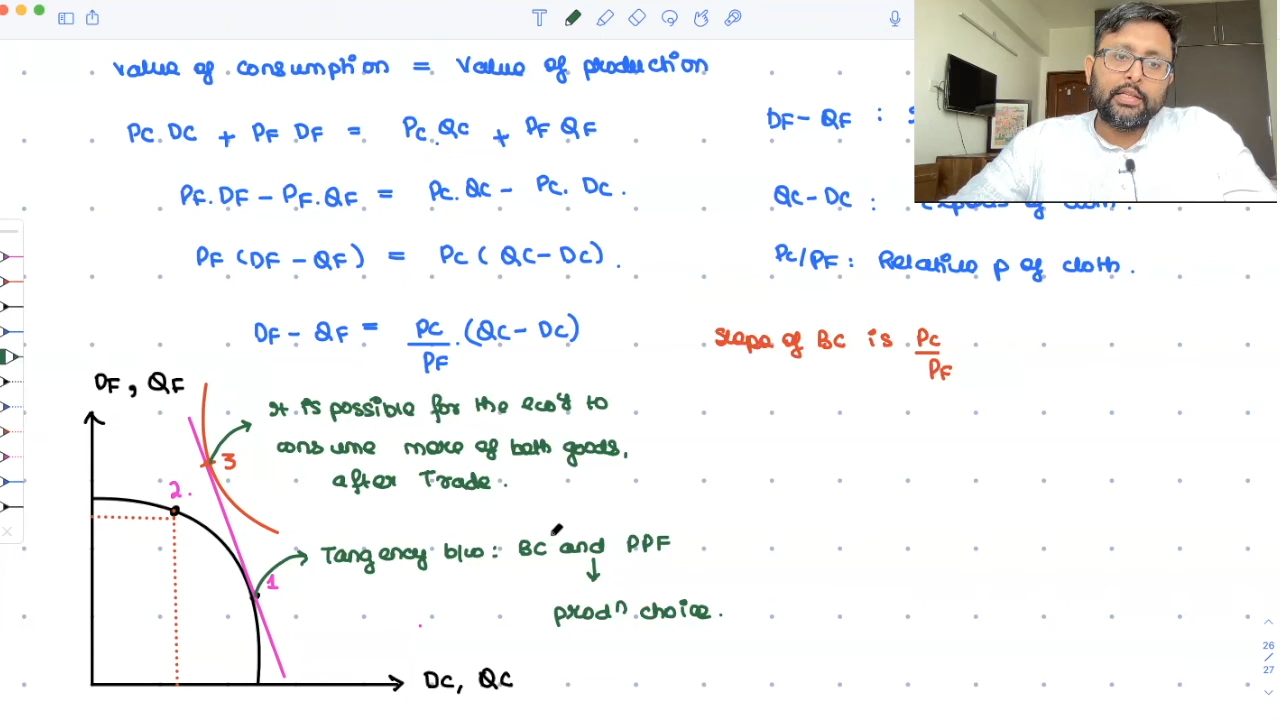 value of consumption = value of production
PC.DC + PF DF = PC.QC + PF QF
PF.DF - PF.QF = PC.QC - PC.DC.
PF (DF - QF) = PC (QC - DC).
DF - QF = PC/PF . (QC - DC)
DF - QF :
QC - DC : of cloth.
PC/PF : Relative p of cloth.
slope of BC is PC/PF
DF, QF
It is possible for the eco'y to
consume more of both goods,
after Trade.
3
2.
Tangency b/w: BC and PPF
1
prodn choice.
DC, QC
26
/
27